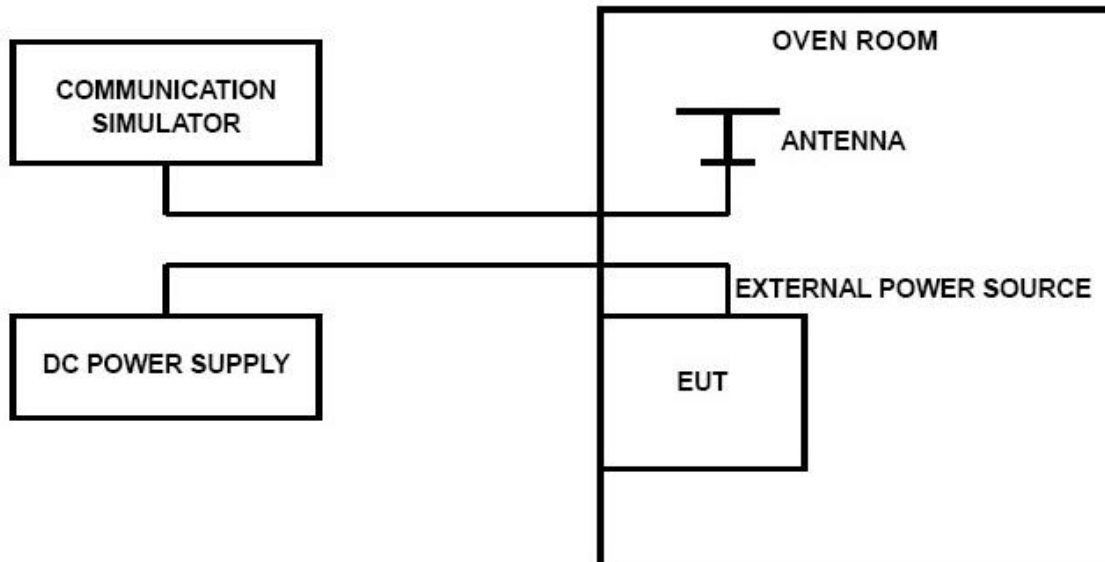 OVEN ROOM
COMMUNICATION
SIMULATOR
ANTENNA
EXTERNAL POWER SOURCE
DC POWER SUPPLY
EUT